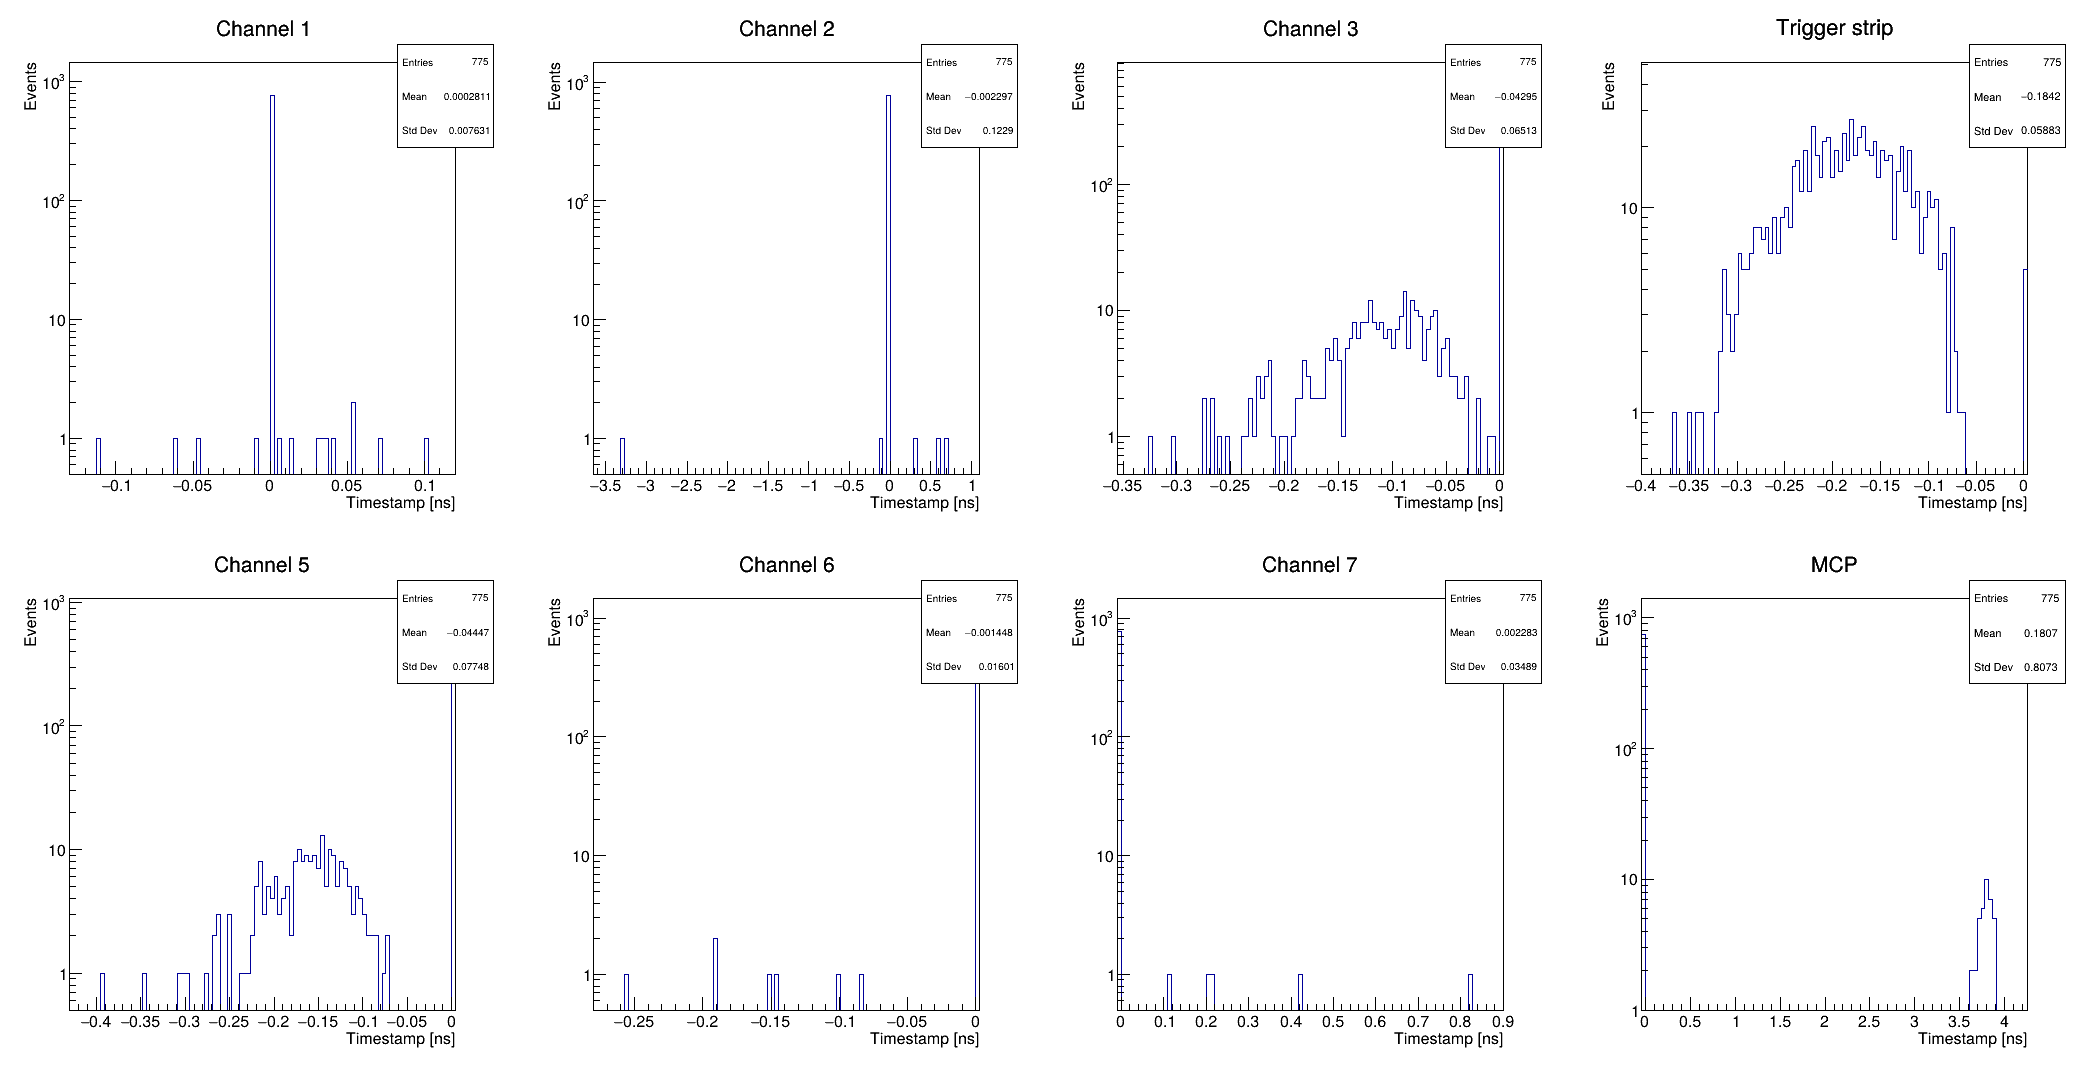 Channel 1
Events
Entries 775
Mean 0.0002811
Std Dev 0.007631
10³
10²
10
1
−0.1 −0.05 0 0.05 0.1
Timestamp [ns]
Channel 2
Events
Entries 775
Mean −0.002297
Std Dev 0.1229
10³
10²
10
1
−3.5 −3 −2.5 −2 −1.5 −1 −0.5 0 0.5 1
Timestamp [ns]
Channel 3
Events
Entries 775
Mean −0.04295
Std Dev 0.06513
10²
10
1
−0.35 −0.3 −0.25 −0.2 −0.15 −0.1 −0.05 0
Timestamp [ns]
Trigger strip
Events
Entries 775
Mean −0.1842
Std Dev 0.05883
10
1
−0.4 −0.35 −0.3 −0.25 −0.2 −0.15 −0.1 −0.05 0
Timestamp [ns]
Channel 5
Events
Entries 775
Mean −0.04447
Std Dev 0.07748
10³
10²
10
1
−0.4 −0.35 −0.3 −0.25 −0.2 −0.15 −0.1 −0.05 0
Timestamp [ns]
Channel 6
Events
Entries 775
Mean −0.001448
Std Dev 0.01601
10³
10²
10
1
−0.25 −0.2 −0.15 −0.1 −0.05 0
Timestamp [ns]
Channel 7
Events
Entries 775
Mean 0.002283
Std Dev 0.03489
10³
10²
10
1
0 0.1 0.2 0.3 0.4 0.5 0.6 0.7 0.8 0.9
Timestamp [ns]
MCP
Events
Entries 775
Mean 0.1807
Std Dev 0.8073
10³
10²
10
1
0 0.5 1 1.5 2 2.5 3 3.5 4
Timestamp [ns]